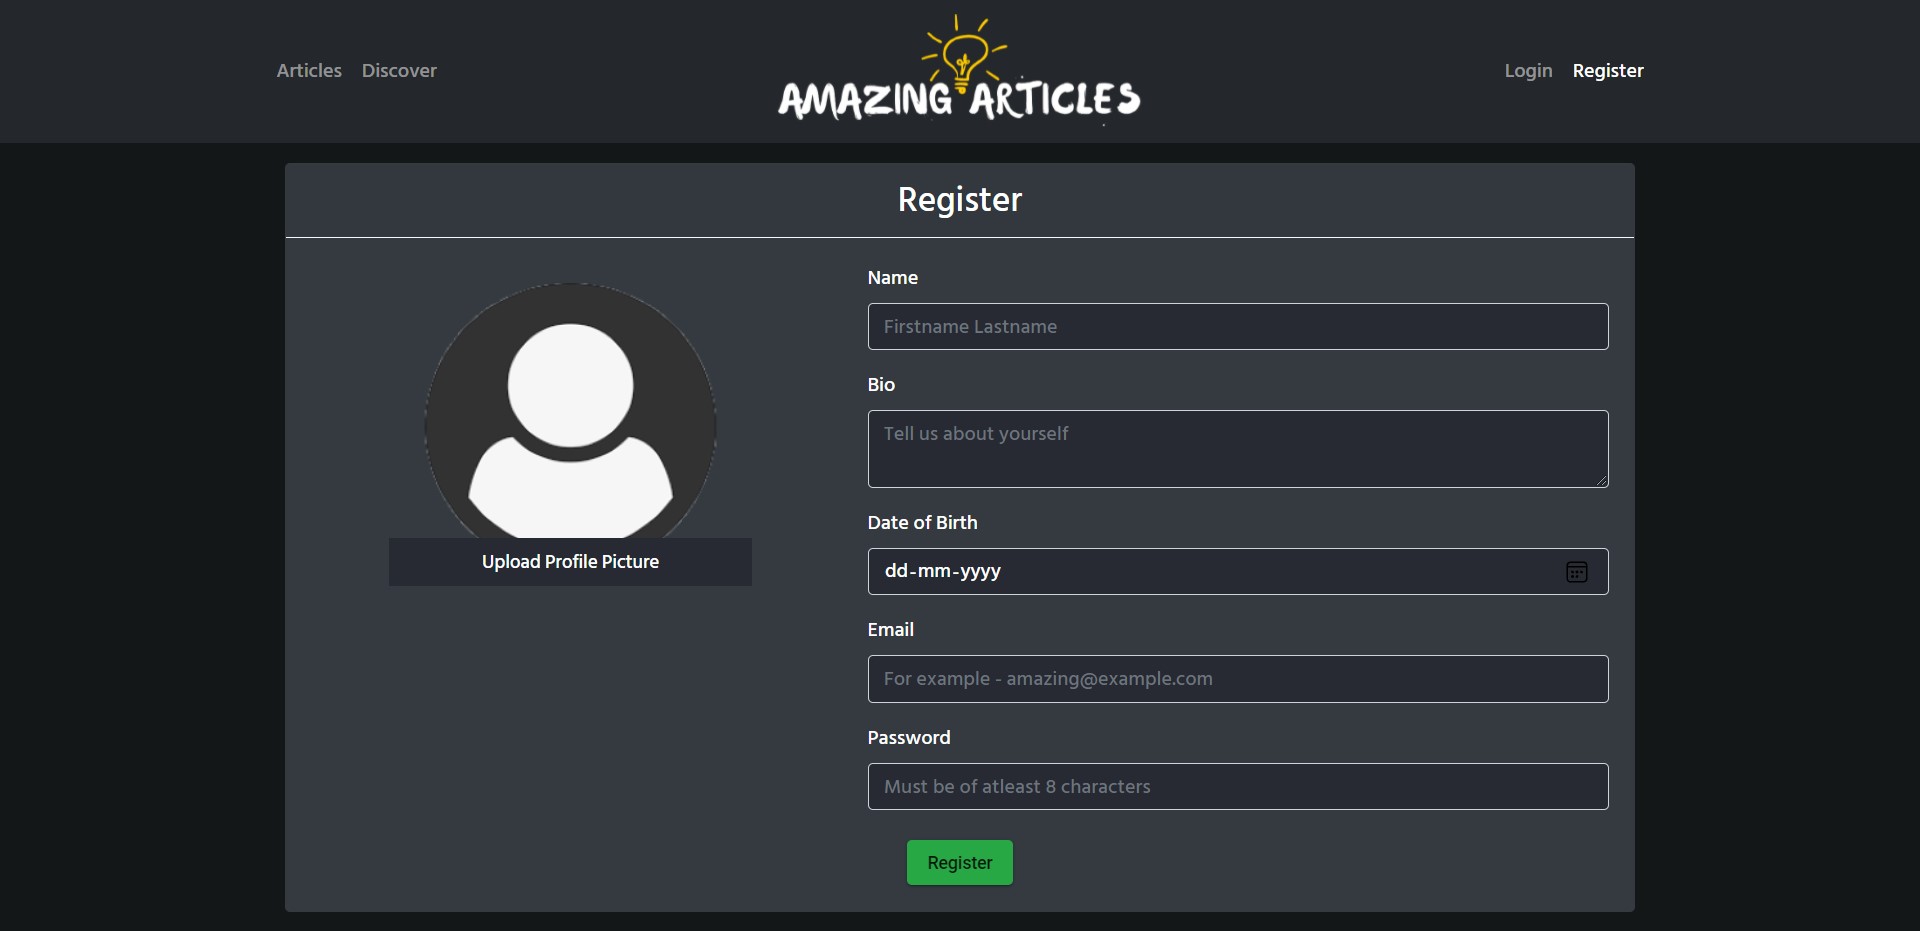 Articles Discover
AMAZING ARTICLES
Login Register
Register
Upload Profile Picture
Name
Firstname Lastname
Bio
Tell us about yourself
Date of Birth
dd-mm-yyyy
Email
For example - amazing@example.com
Password
Must be of atleast 8 characters
Register